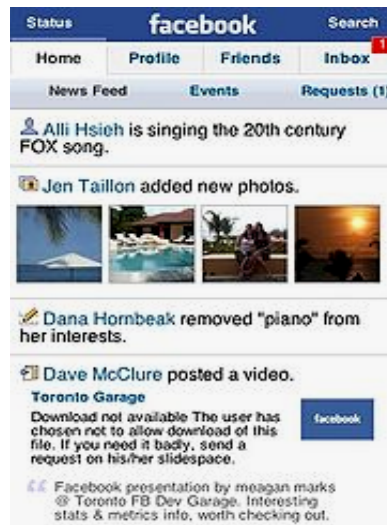 Status facebook Search
Home Profile Friends Inbox 1
News Feed Events Requests (1
Alli Hsieh is singing the 20th century
FOX song.
Jen Taillon added new photos.
Dana Hornbeak removed "piano" from
her interests.
Dave McClure posted a video.
Toronto Garage
Download not available The user has
chosen not to allow download of this
file. If you need it badly, send a
request on his/her slidespace.
facebook
Facebook presentation by meagan marks
@ Toronto FB Dev Garage. Interesting
stats & metrics info, worth checking out.